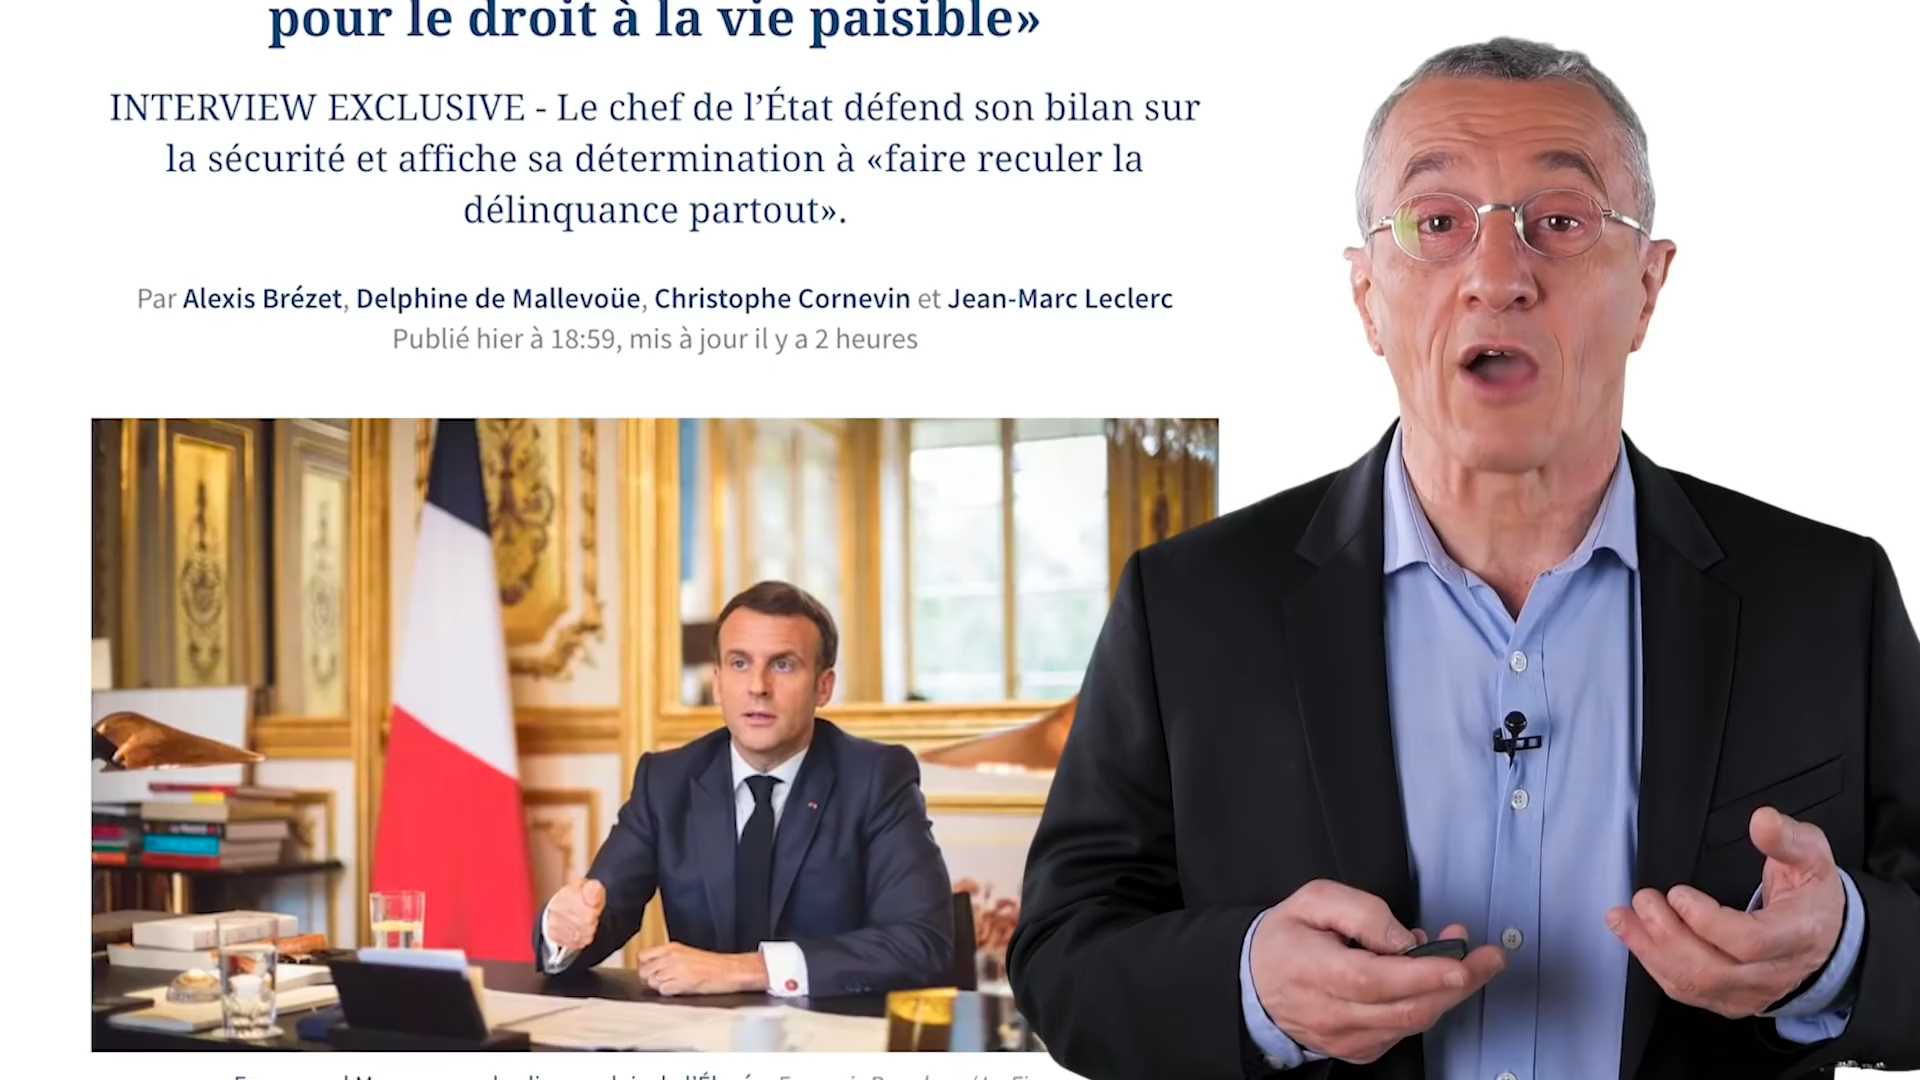 pour le droit à la vie paisible»
INTERVIEW EXCLUSIVE - Le chef de l’État défend son bilan sur
la sécurité et affiche sa détermination à «faire reculer la
délinquance partout».
Par Alexis Brézet, Delphine de Mallevoüe, Christophe Cornevin et Jean-Marc Leclerc
Publié hier à 18:59, mis à jour il y a 2 heures